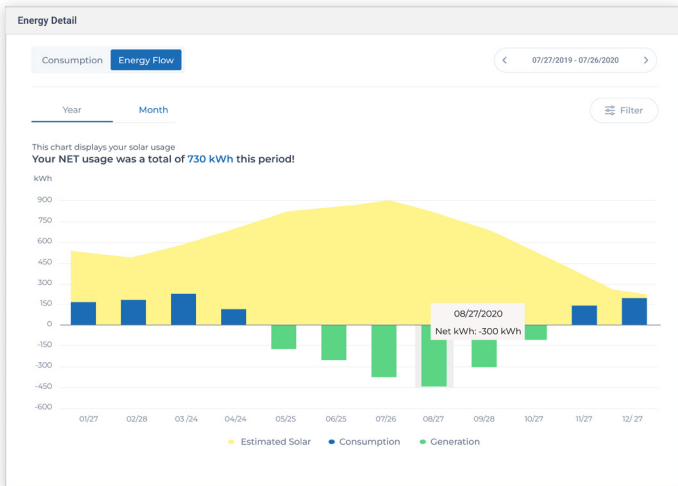 Energy Detail
Consumption Energy Flow
07/27/2019 - 07/26/2020
Year Month
Filter
This chart displays your solar usage
Your NET usage was a total of 730 kWh this period!
kWh
900
750
600
450
300
150
0
-150
-300
-450
-600
08/27/2020
Net kWh: -300 kWh
01/27 02/28 03 /24 04/24 05/25 06/25 07/26 08/27 09/28 10/27 11/27 12/ 27
Estimated Solar Consumption Generation